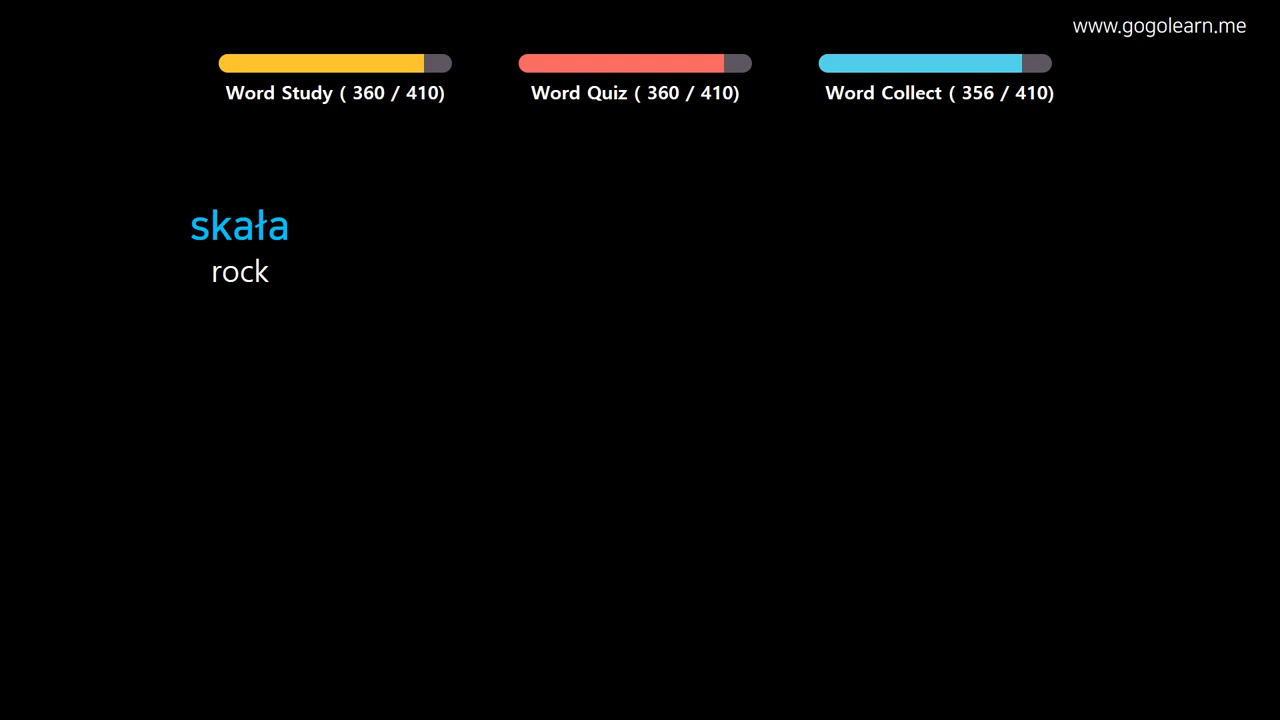 www.gogolearn.me
Word Study ( 360 / 410)
Word Quiz ( 360 / 410)
Word Collect ( 356 / 410)
skała
rock